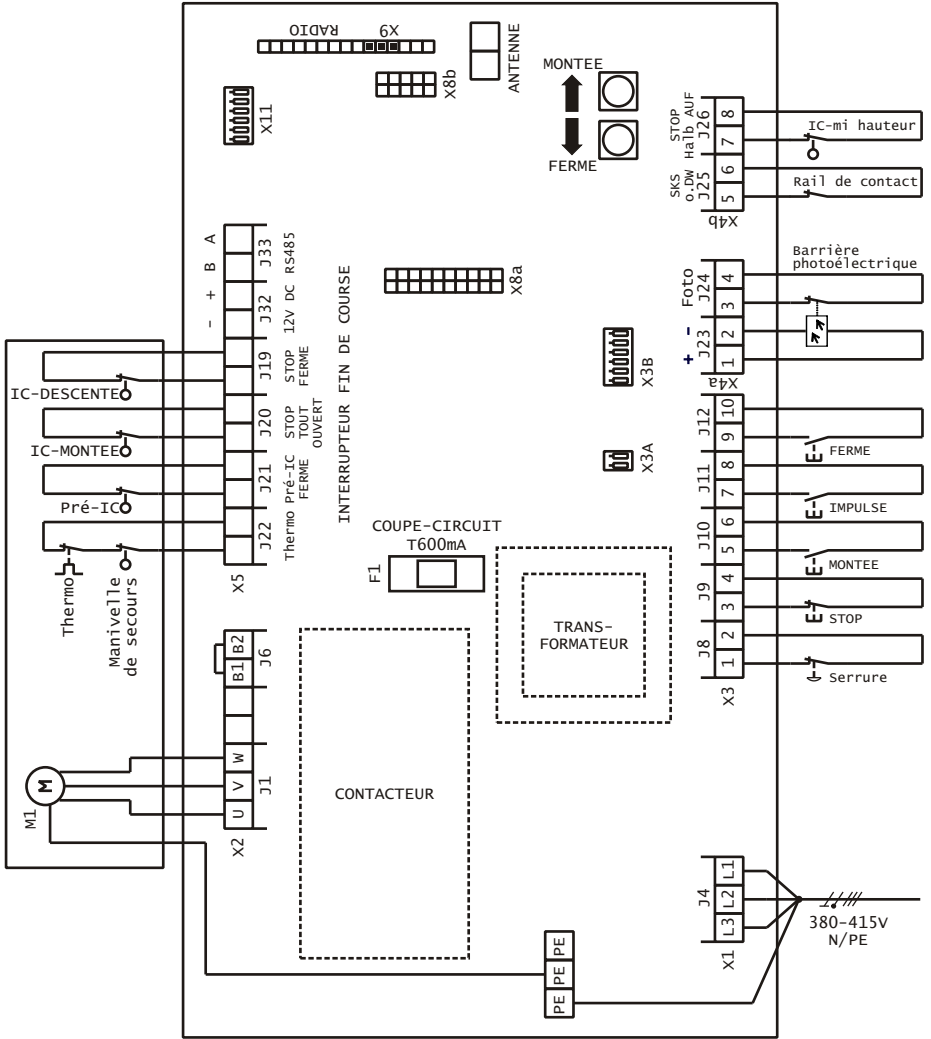 RADIO
X9
X8b
ANTENNE
X11
MONTEE
FERME
STOP
Halb AUF
J26
8
7
IC-mi hauteur
SKS
o.DW
J25
6
5
Rail de contact
X4b
A
B
+
-
J33
RS485
J32
12V DC
J19
STOP
FERME
J20
STOP
TOUT
OUVERT
J21
Pré-IC
FERME
J22
Thermo
X5
INTERRUPTEUR FIN DE COURSE
X8a
Barrière
photoélectrique
Foto
J24
4
3
+ -
J23
2
1
X4a
X3B
X3A
IC-DESCENTE
IC-MONTEE
Pré-IC
Thermo
Manivelle
de secours
COUPE-CIRCUIT
T600mA
F1
J12
10
9
FERME
J11
8
7
IMPULSE
J10
6
5
MONTEE
J9
4
3
STOP
J8
2
1
Serrure
X3
TRANS-
FORMATEUR
B1 B2
J6
U V W
J1
X2
M
M1
CONTACTEUR
J4
L3 L2 L1
X1
380-415V
N/PE
PE PE PE